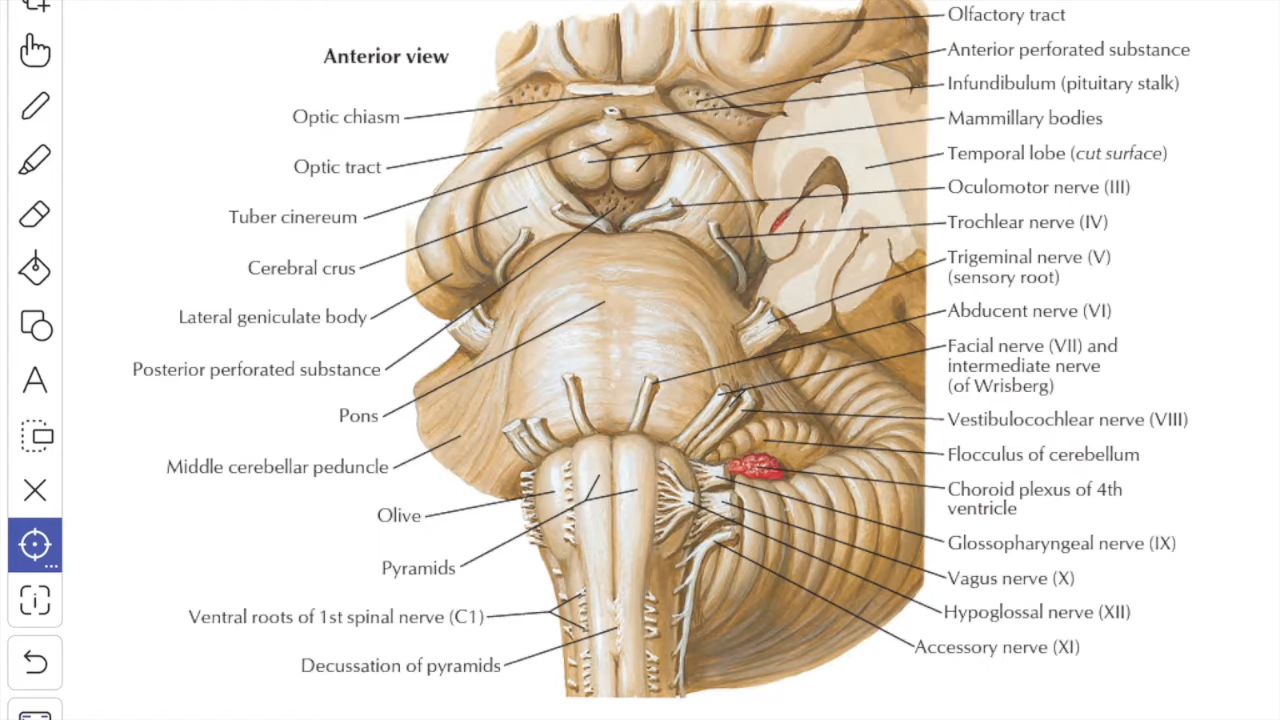 Anterior view
Optic chiasm
Optic tract
Tuber cinereum
Cerebral crus
Lateral geniculate body
Posterior perforated substance
Pons
Middle cerebellar peduncle
Olive
Pyramids
Ventral roots of 1st spinal nerve (C1)
Decussation of pyramids
Olfactory tract
Anterior perforated substance
Infundibulum (pituitary stalk)
Mammillary bodies
Temporal lobe (cut surface)
Oculomotor nerve (III)
Trochlear nerve (IV)
Trigeminal nerve (V)
(sensory root)
Abducent nerve (VI)
Facial nerve (VII) and
intermediate nerve
(of Wrisberg)
Vestibulocochlear nerve (VIII)
Flocculus of cerebellum
Choroid plexus of 4th
ventricle
Glossopharyngeal nerve (IX)
Vagus nerve (X)
Hypoglossal nerve (XII)
Accessory nerve (XI)